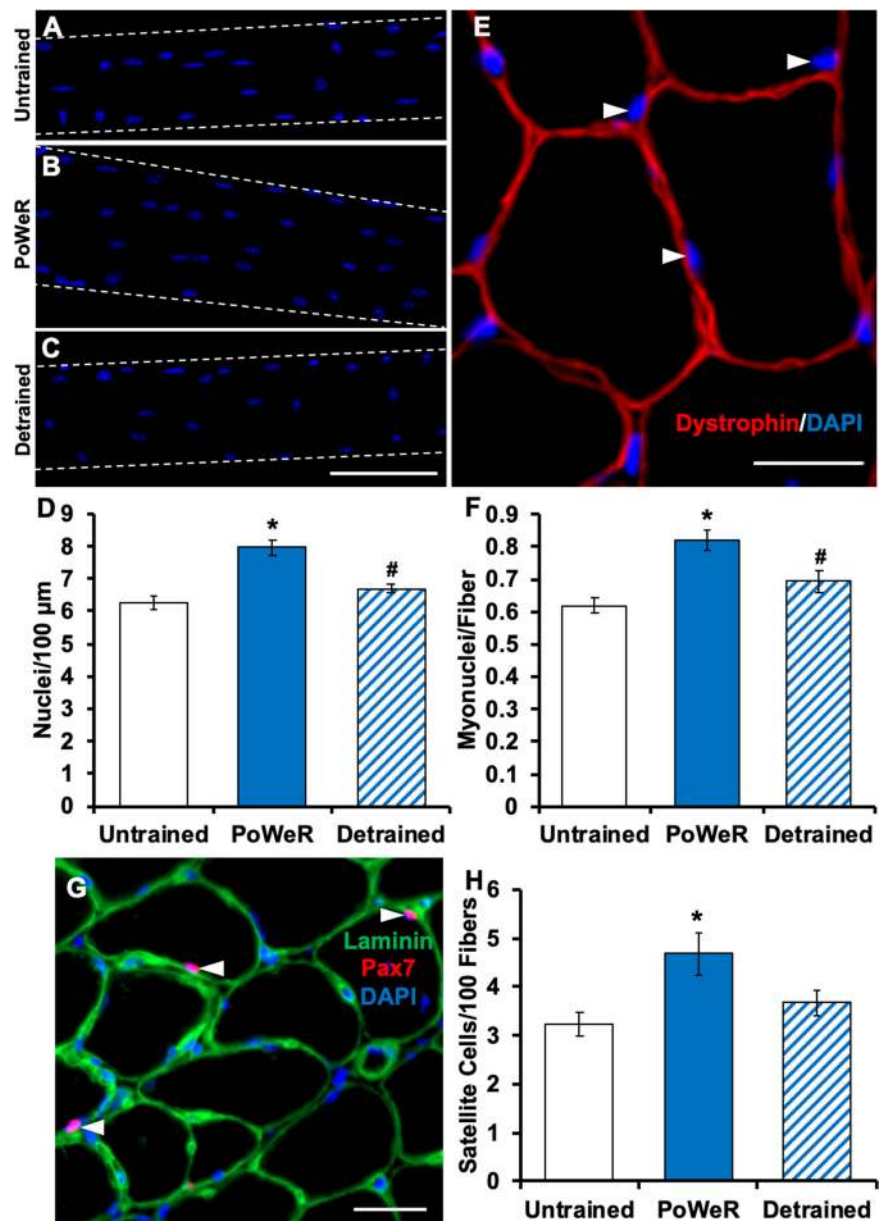 A
Untrained
B
PoWeR
C
Detrained
E
Dystrophin/DAPI
D
Nuclei/100 µm
9
8
7
6
5
4
3
2
1
0
*
#
Untrained PoWeR Detrained
F
Myonuclei/Fiber
0.9
0.8
0.7
0.6
0.5
0.4
0.3
0.2
0.1
0
*
#
Untrained PoWeR Detrained
G
Laminin
Pax7
DAPI
H
Satellite Cells/100 Fibers
6
5
4
3
2
1
0
*
Untrained PoWeR Detrained